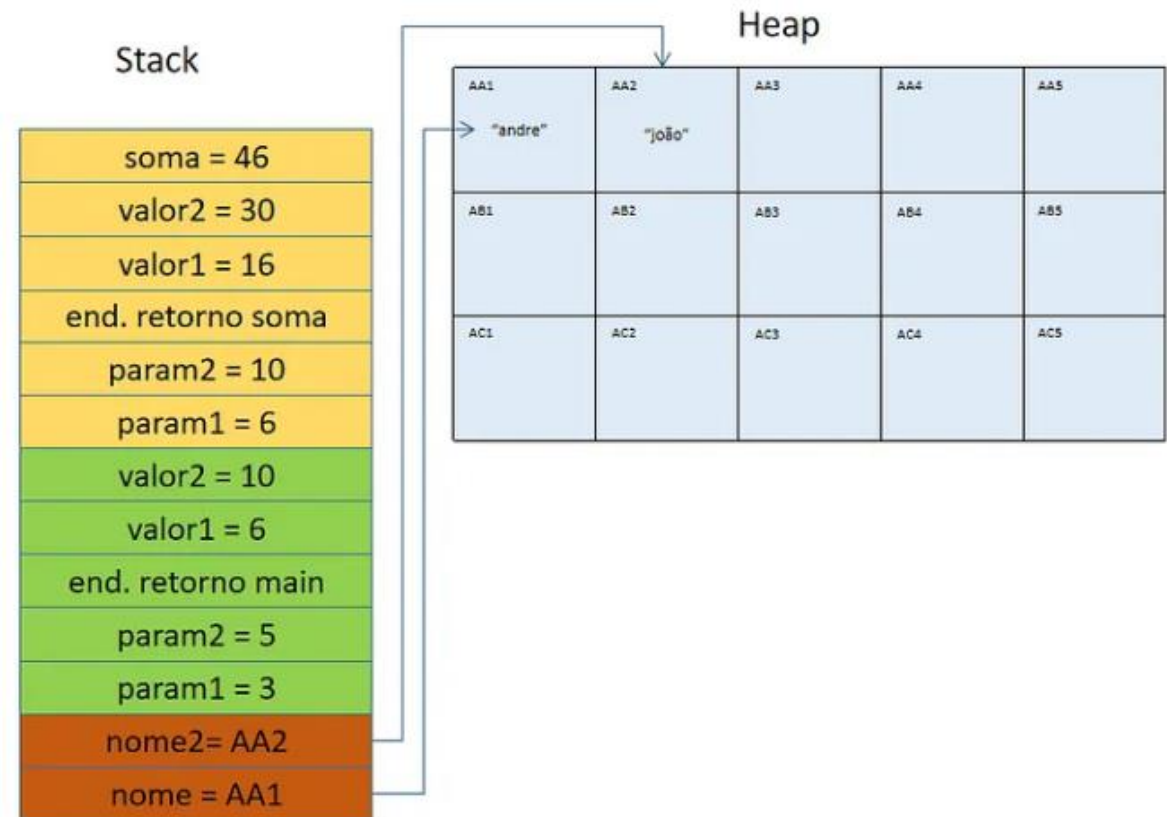 Stack
soma = 46
valor2 = 30
valor1 = 16
end. retorno soma
param2 = 10
param1 = 6
valor2 = 10
valor1 = 6
end. retorno main
param2 = 5
param1 = 3
nome2= AA2
nome = AA1
Heap
AA1 AA2 AA3 AA4 AA5
"andre" "joão"
AB1 AB2 AB3 AB4 AB5
AC1 AC2 AC3 AC4 AC5